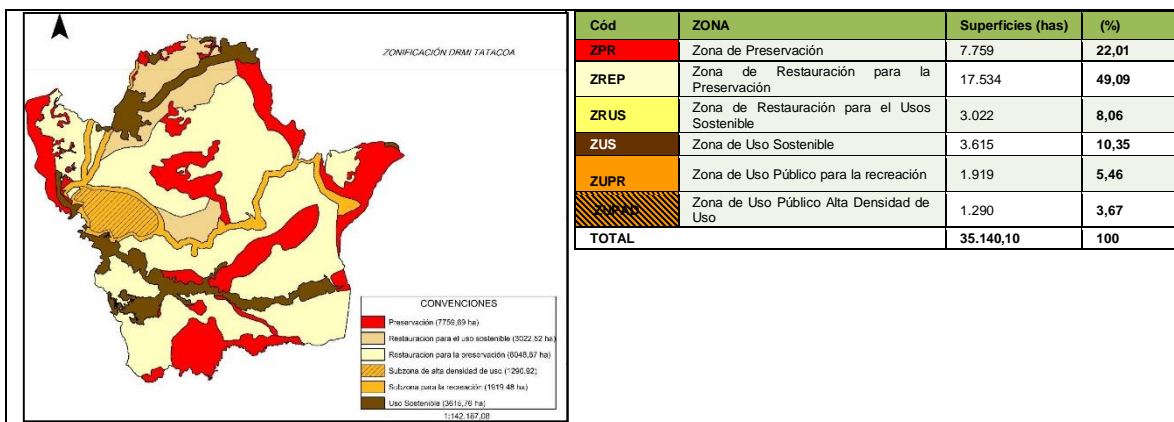 ZONIFICACIÓN DRMI TATACOA
CONVENCIONES
Preservación (7759,69 ha)
Restauracion para el uso sostenible (3022,52 ha)
Restauracion para la preservación (6048,67 ha)
Subzona de alta densidad de uso (1290,92)
Subzona para la recreación (1919,48 ha)
Uso Sostenible (3615,76 ha)
1:142.167,08
Cód ZONA Superficies (has) (%)
ZPR Zona de Preservación 7.759 22,01
ZREP Zona de Restauración para la
Preservación 17.534 49,09
ZRUS Zona de Restauración para el Usos
Sostenible 3.022 8,06
ZUS Zona de Uso Sostenible 3.615 10,35
ZUPR Zona de Uso Público para la recreación 1.919 5,46
ZUPAD Zona de Uso Público Alta Densidad de
Uso 1.290 3,67
TOTAL 35.140,10 100